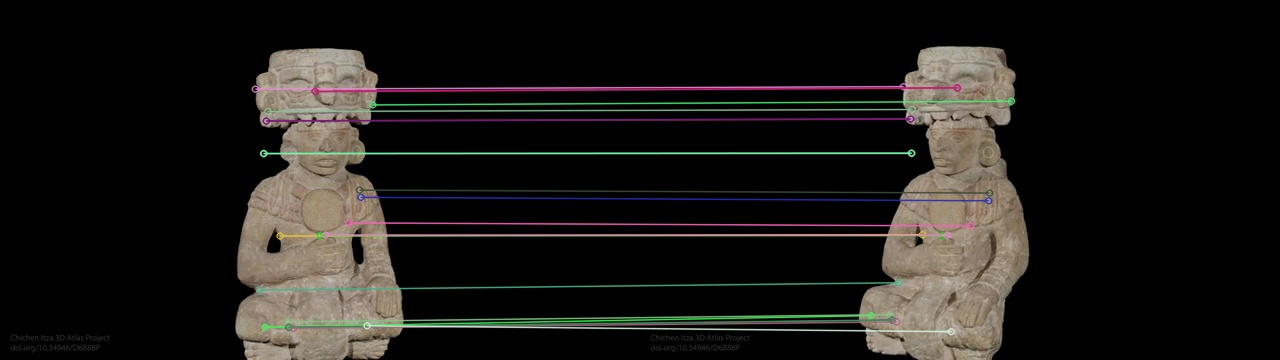 Chichen Itza 3D Atlas Project
doi.org/10.34946/D6B88P
Chichen Itza 3D Atlas Project
doi.org/10.34946/D6B88P